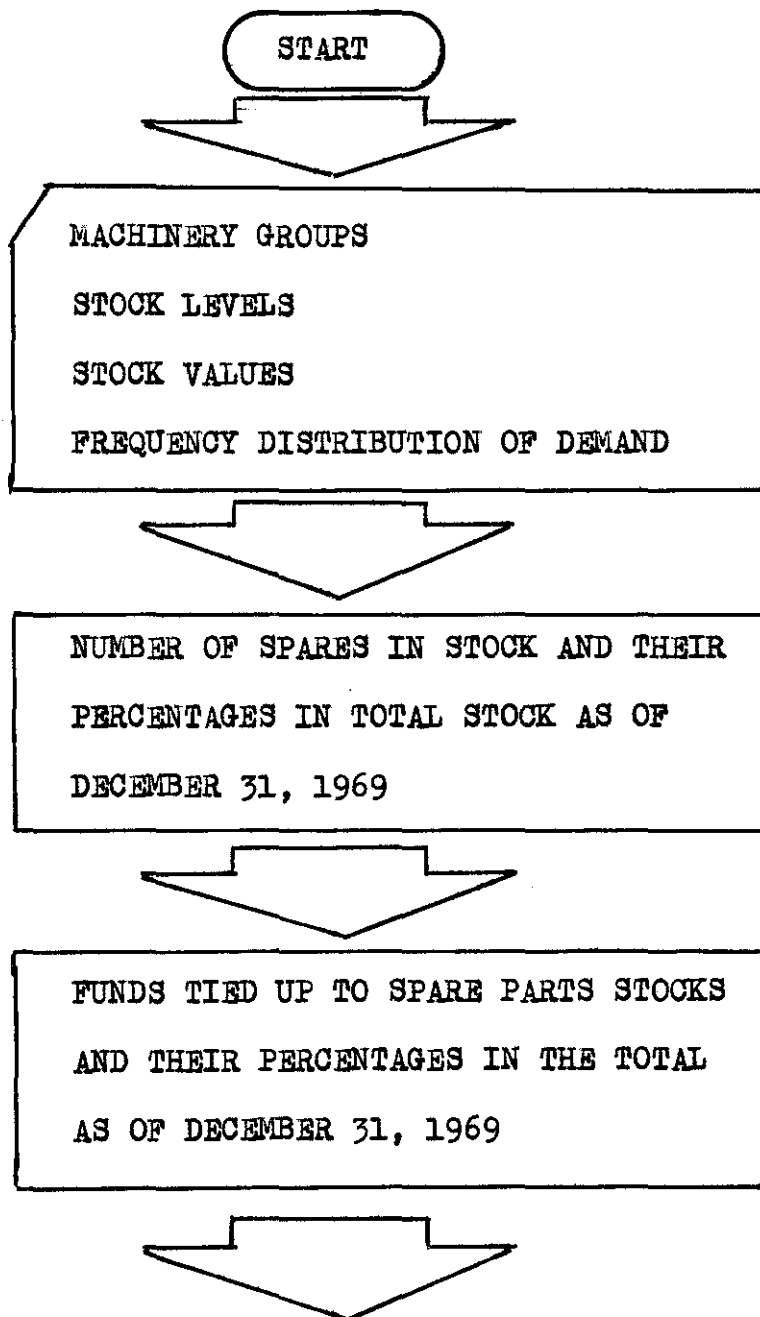 START
MACHINERY GROUPS
STOCK LEVELS
STOCK VALUES
FREQUENCY DISTRIBUTION OF DEMAND
NUMBER OF SPARES IN STOCK AND THEIR
PERCENTAGES IN TOTAL STOCK AS OF
DECEMBER 31, 1969
FUNDS TIED UP TO SPARE PARTS STOCKS
AND THEIR PERCENTAGES IN THE TOTAL
AS OF DECEMBER 31, 1969